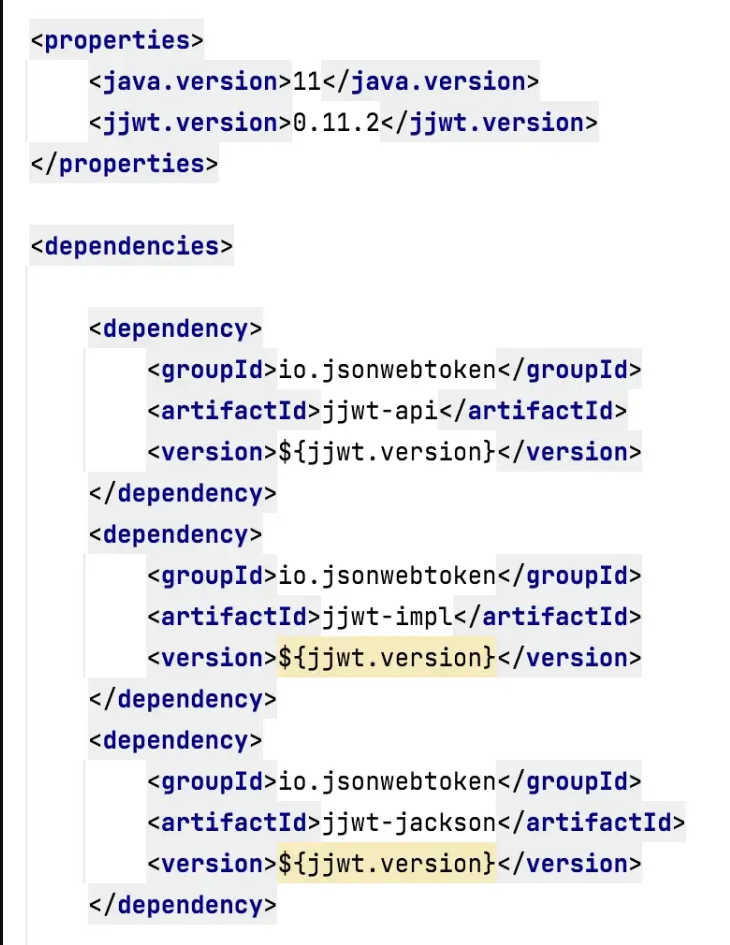 <properties>
<java.version>11</java.version>
<jjwt.version>0.11.2</jjwt.version>
</properties>
<dependencies>
<dependency>
<groupId>io.jsonwebtoken</groupId>
<artifactId>jjwt-api</artifactId>
<version>${jjwt.version}</version>
</dependency>
<dependency>
<groupId>io.jsonwebtoken</groupId>
<artifactId>jjwt-impl</artifactId>
<version>${jjwt.version}</version>
</dependency>
<dependency>
<groupId>io.jsonwebtoken</groupId>
<artifactId>jjwt-jackson</artifactId>
<version>${jjwt.version}</version>
</dependency>